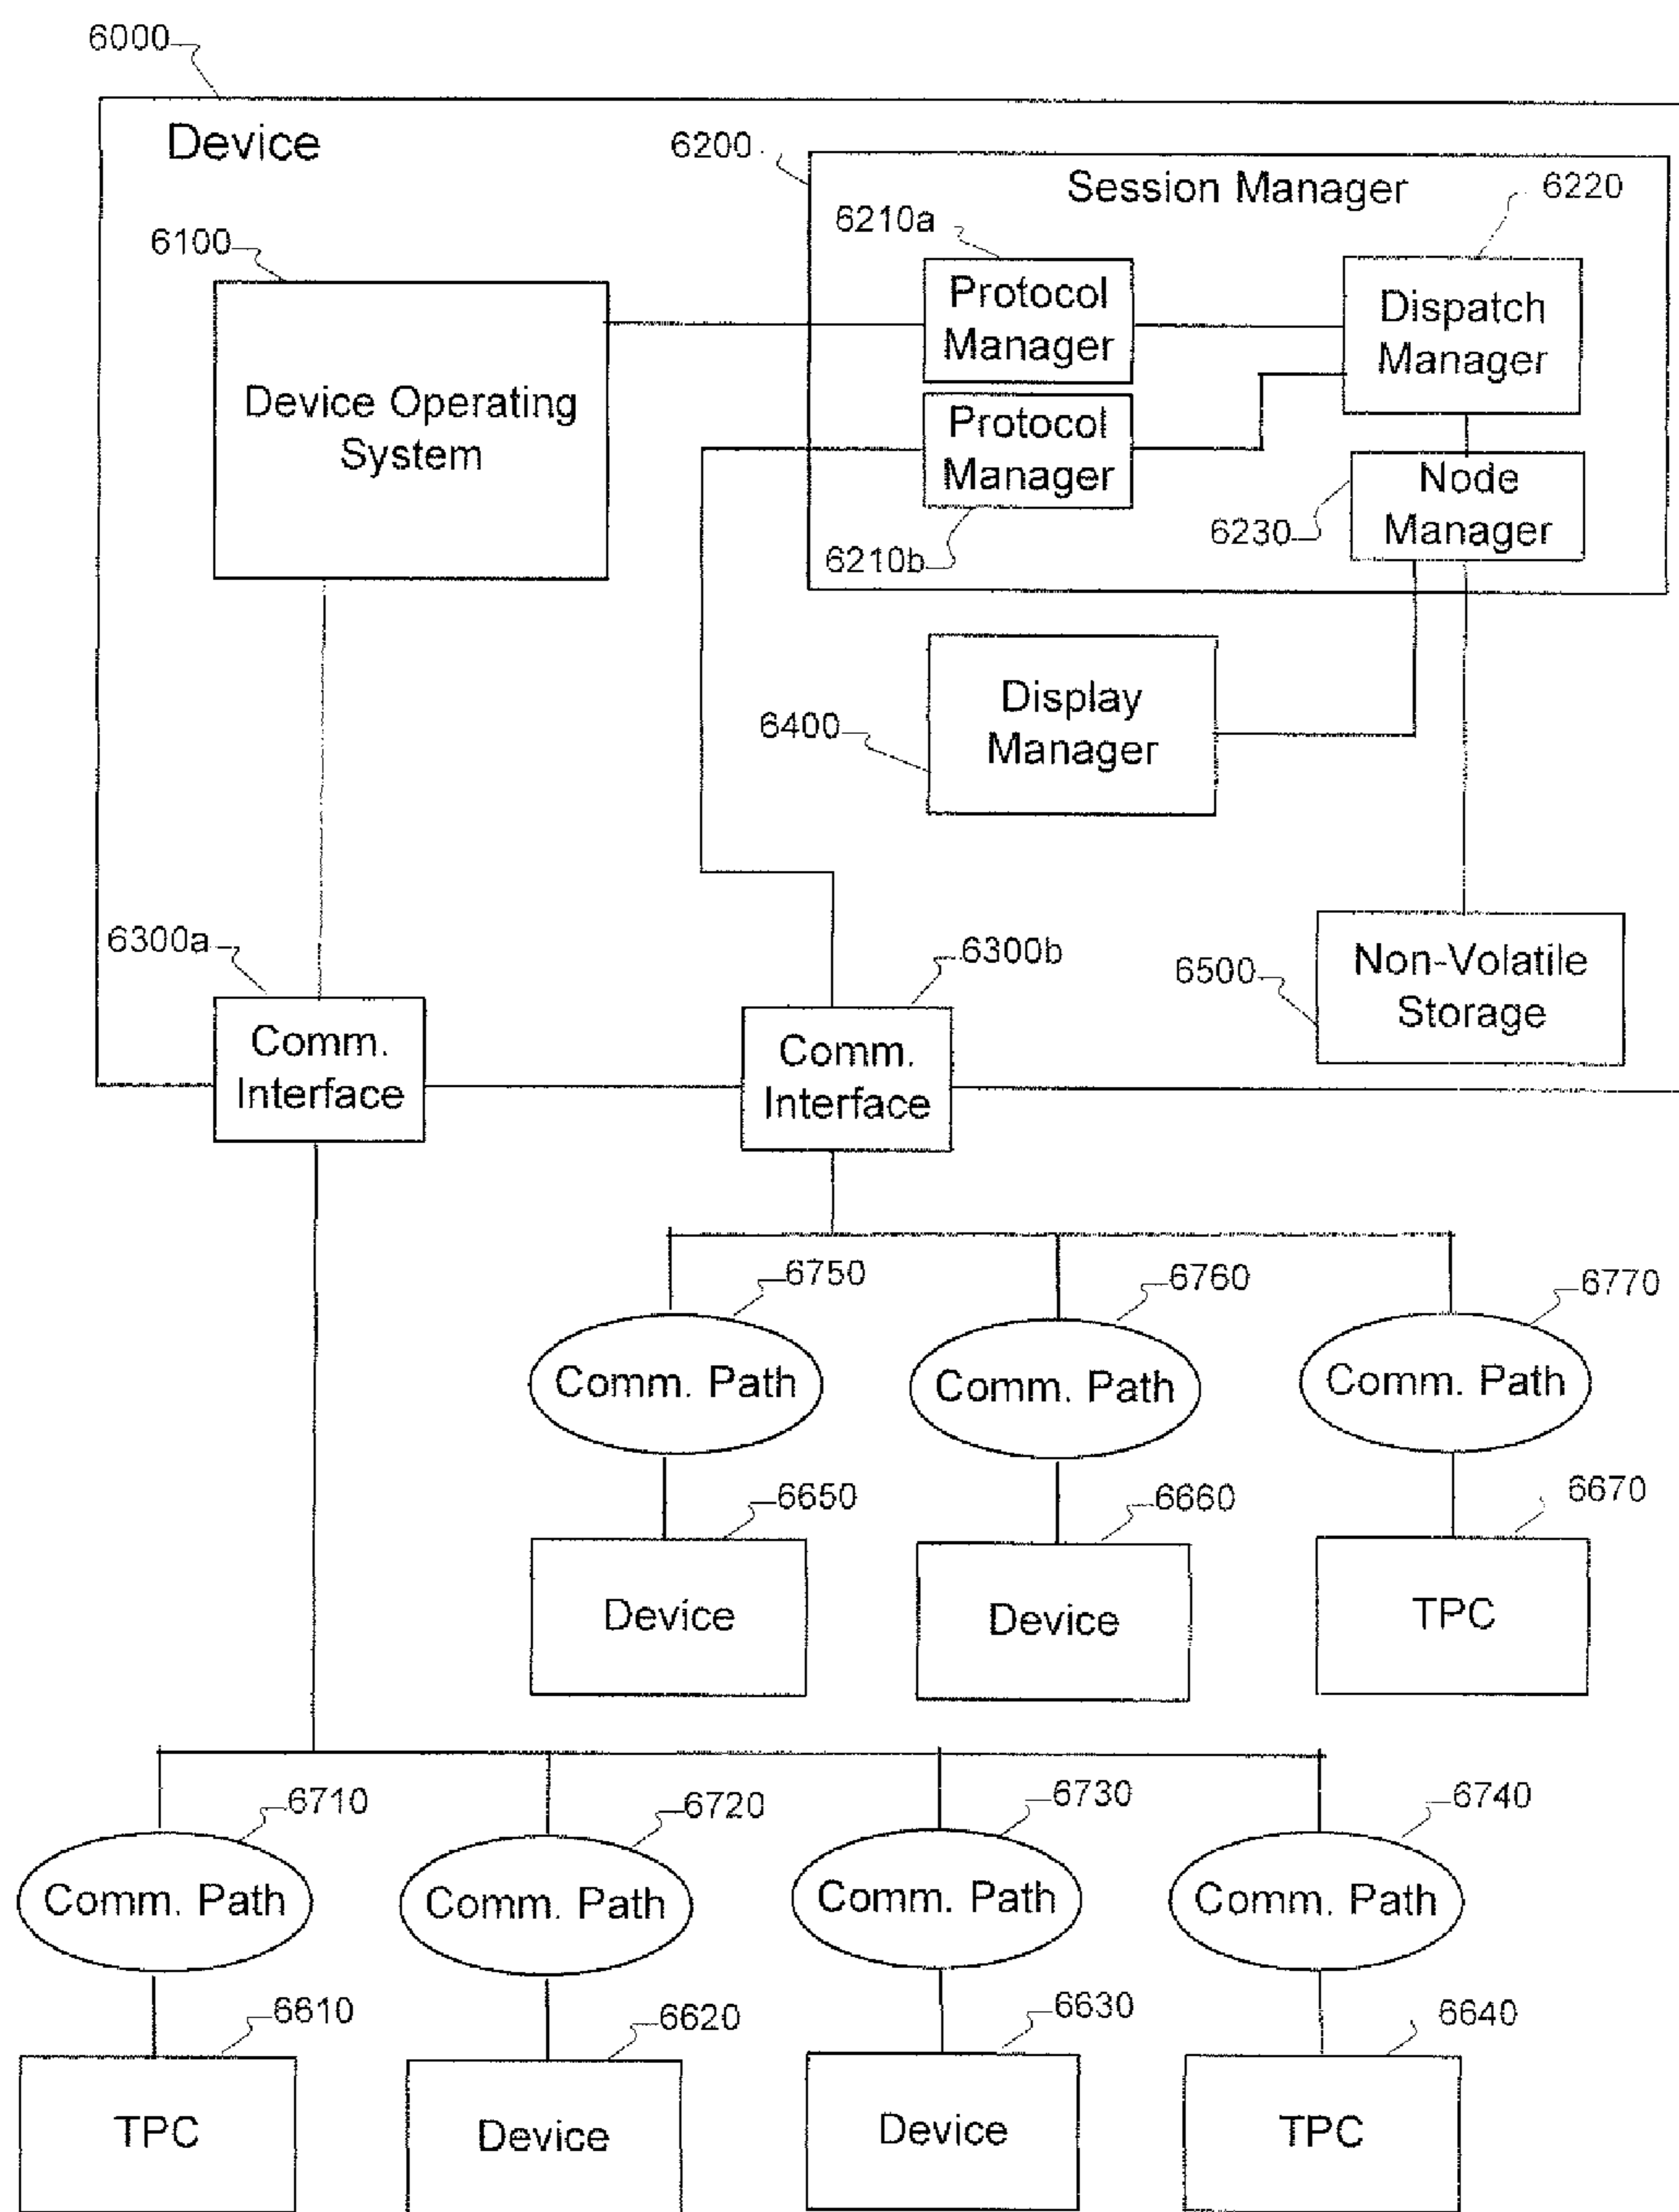 6000
Device
6200
Session Manager
6220
6210a
6100
Protocol
Manager
Dispatch
Manager
Device Operating
System
Protocol
Manager
Node
Manager
6230
6210b
Display
Manager
6400
6300a
6300b
6500
Non-Volatile
Storage
Comm.
Interface
Comm.
Interface
6750
6760
6770
Comm. Path
Comm. Path
Comm. Path
6650
6660
6670
Device
Device
TPC
6710
6720
6730
6740
Comm. Path
Comm. Path
Comm. Path
Comm. Path
6610
6620
6630
6640
TPC
Device
Device
TPC